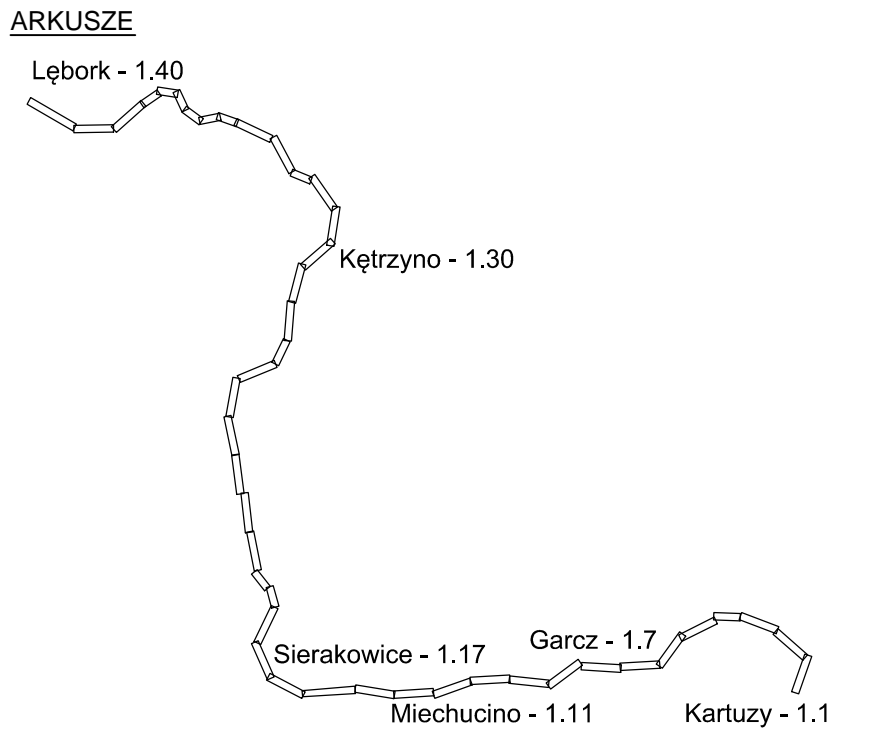 ARKUSZE
Lębork - 1.40
Kętrzyno - 1.30
Garcz - 1.7
Sierakowice - 1.17
Miechucino - 1.11
Kartuzy - 1.1